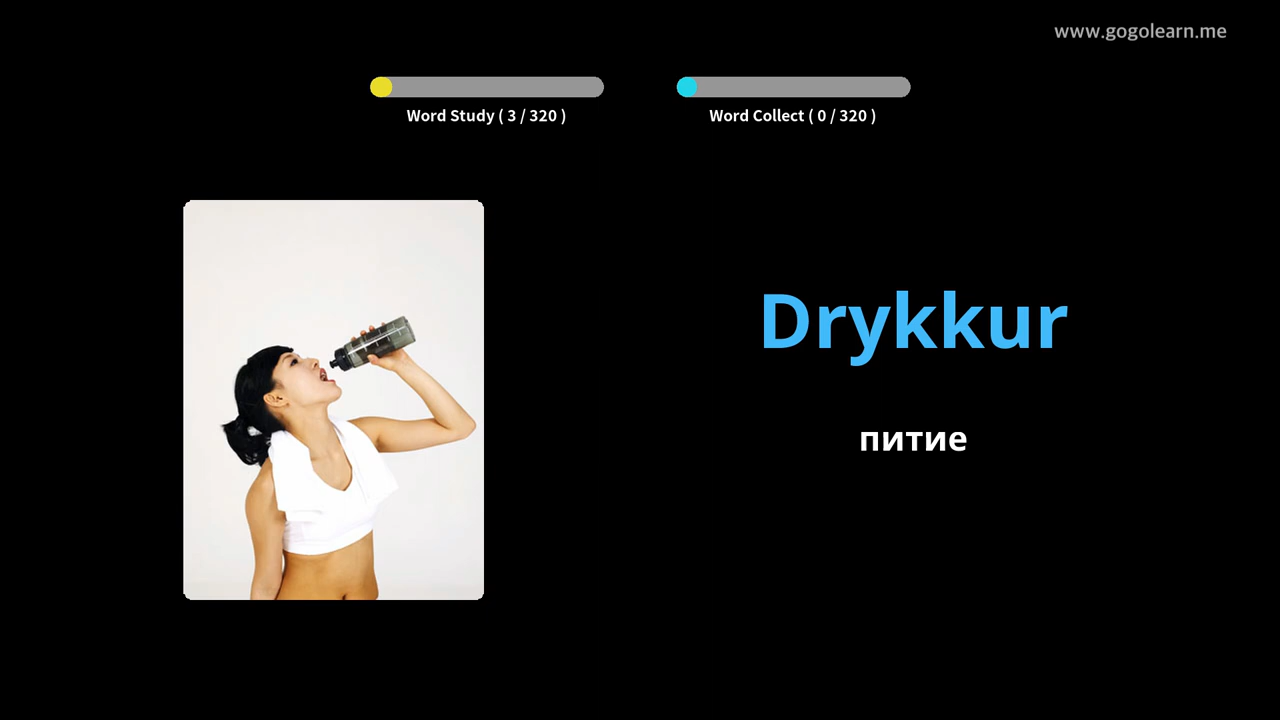 www.gogolearn.me
Word Study ( 3 / 320 )
Word Collect ( 0 / 320 )
Drykkur
питие